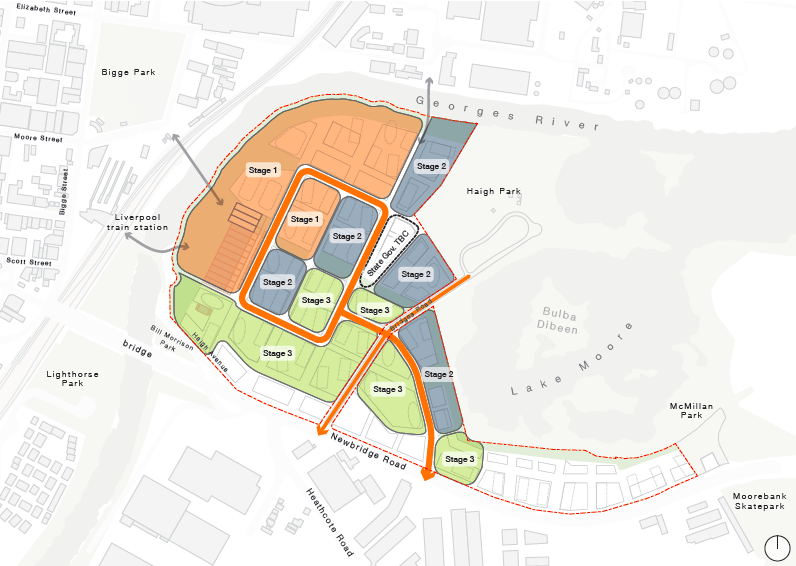 Elizabeth Street
Bigge Park
Georges River
Moore Street
Stage 1
Stage 2
Haigh Park
Bigge Street
Liverpool
train station
Stage 1
Stage 2
State Gov. TBC
Scott Street
Stage 2
Stage 2
Stage 3
Stage 3
Bridges Road
Bulba
Dibeen
Lake Moore
Bill Morrison
Park
Haigh Avenue
bridge
Stage 3
Lighthorse
Park
Stage 2
Stage 3
McMillan
Park
Newbridge Road
Stage 3
Heathcote Road
Moorebank
Skatepark